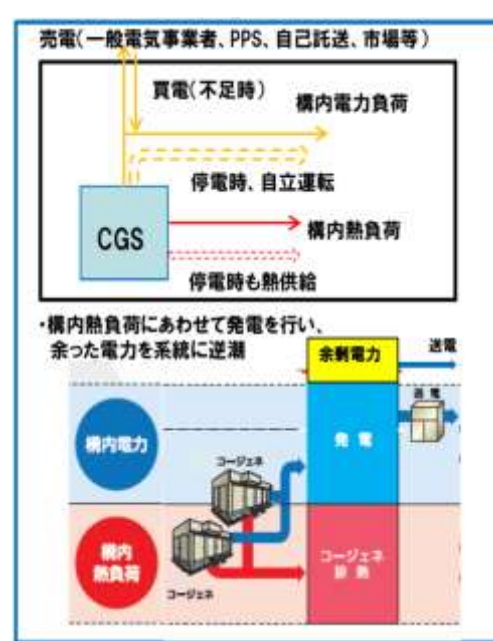 売電(一般電気事業者、PPS、自己託送、市場等)
買電(不足時)
構内電力負荷
停電時、自立運転
CGS
構内熱負荷
停電時も熱供給
・構内熱負荷にあわせて発電を行い、
余った電力を系統に逆潮
余剰電力
送電
送電
構内電力
発電
コージェネ
構内
熱負荷
コージェネ
コージェネ
排熱